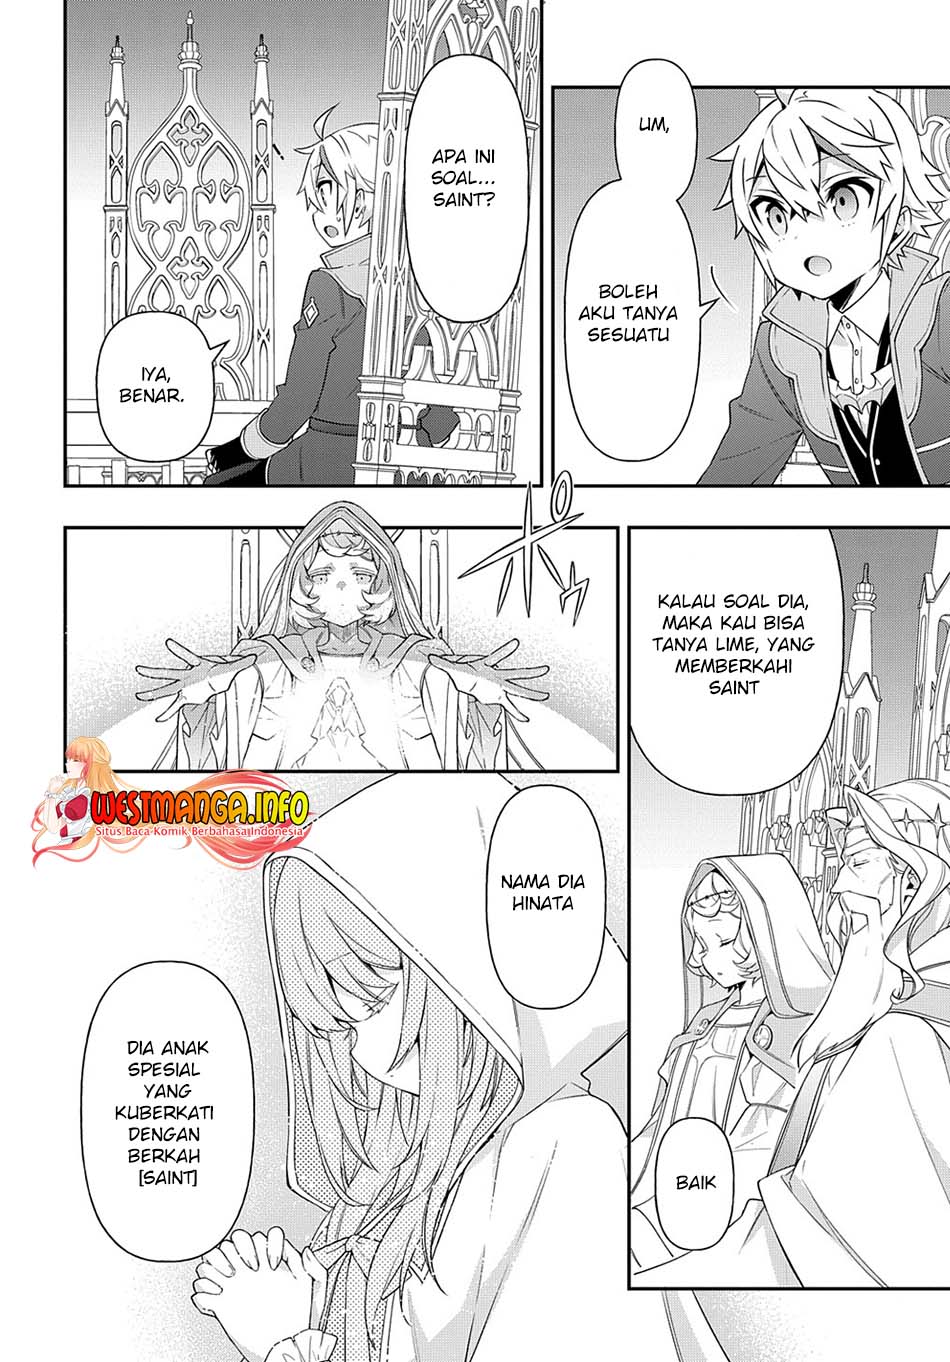 UM,
BOLEH
AKU TANYA
SESUATU
APA INI
SOAL...
SAINT?
IYA,
BENAR.
KALAU SOAL DIA,
MAKA KAU BISA
TANYA LIME, YANG
MEMBERKAHI
SAINT
BAIK
パァ
NAMA DIA
HINATA
DIA ANAK
SPESIAL
YANG
KUBERKATI
DENGAN
BERKAH
[SAINT]
WESTMANGA.INFO
Situs Baca Komik Berbahasa Indonesia